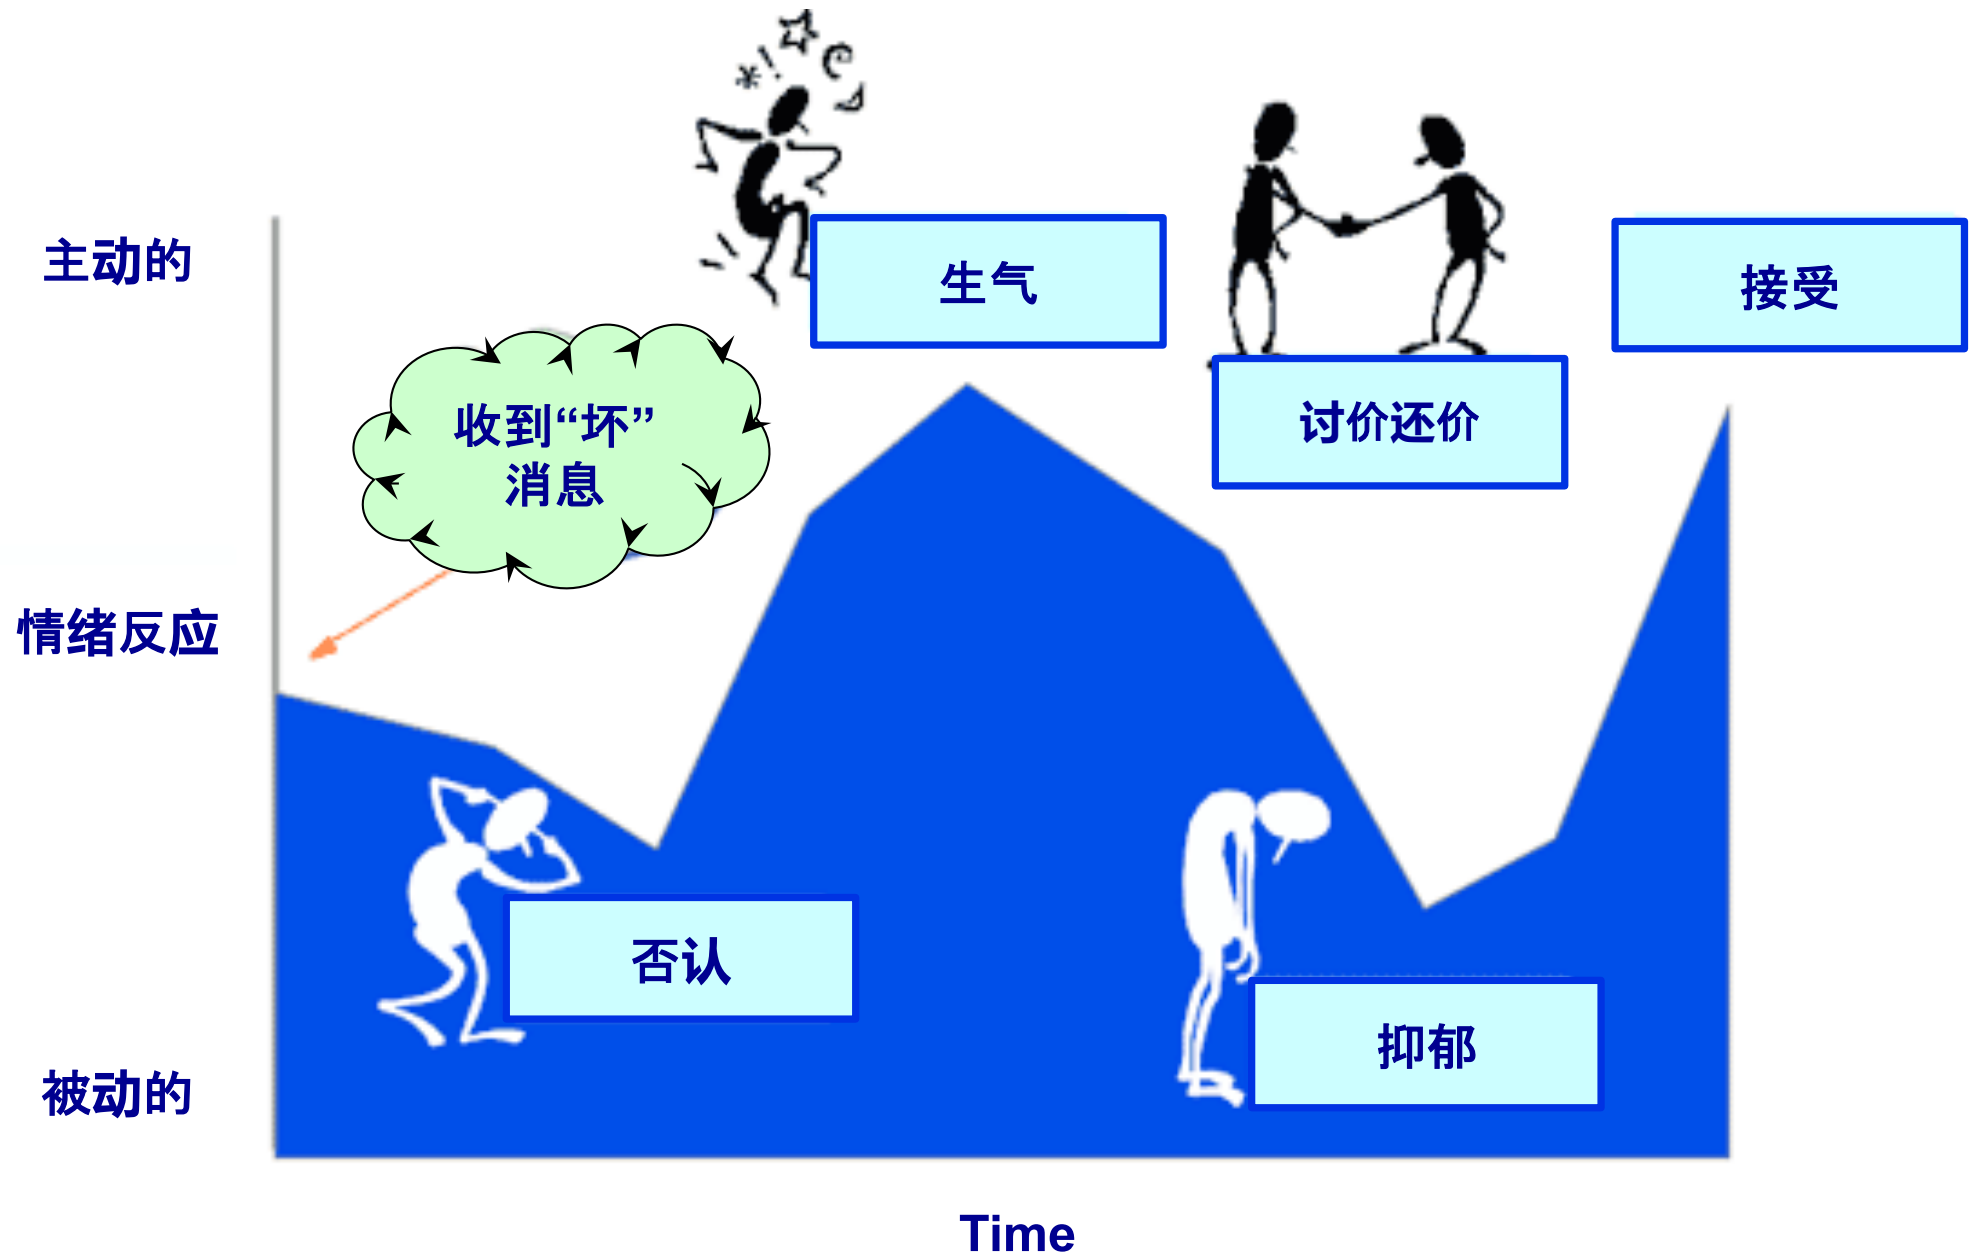 主动的
生气
接受
讨价还价
收到“坏”
消息
情绪反应
否认
抑郁
被动的
Time